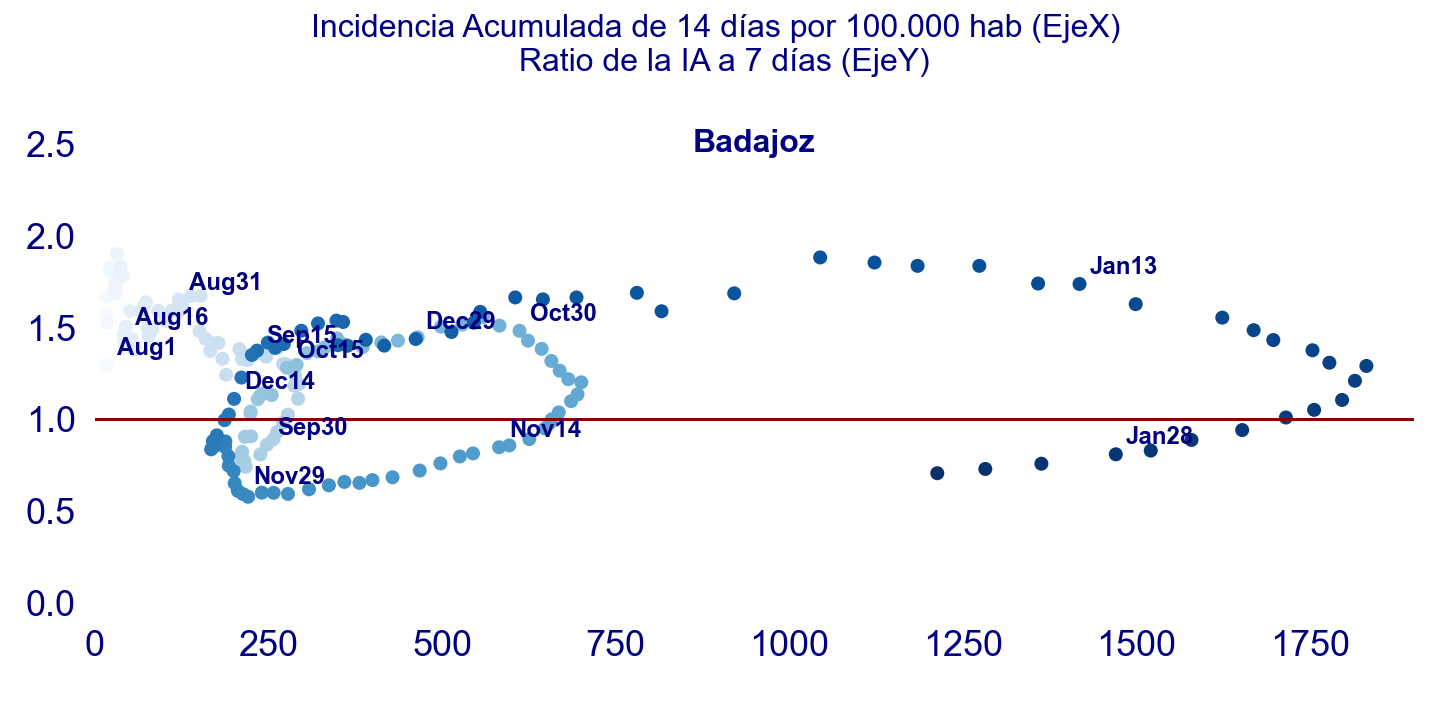 Incidencia Acumulada de 14 días por 100.000 hab (EjeX)
Ratio de la IA a 7 días (EjeY)
Badajoz
2.5
2.0
1.5
1.0
0.5
0.0
Aug31
Aug16
Aug1
Sep15
Oct15
Dec29
Oct30
Jan13
Dec14
Sep30
Nov14
Jan28
Nov29
0
250
500
750
1000
1250
1500
1750